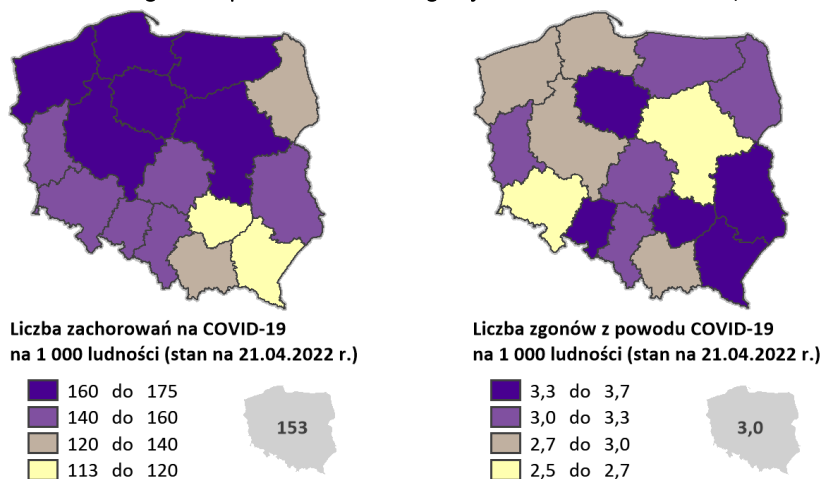 Liczba zachorowań na COVID-19
na 1 000 ludności (stan na 21.04.2022 r.)
160 do 175
140 do 160
120 do 140
113 do 120
153
Liczba zgonów z powodu COVID-19
na 1 000 ludności (stan na 21.04.2022 r.)
3,3 do 3,7
3,0 do 3,3
2,7 do 3,0
2,5 do 2,7
3,0